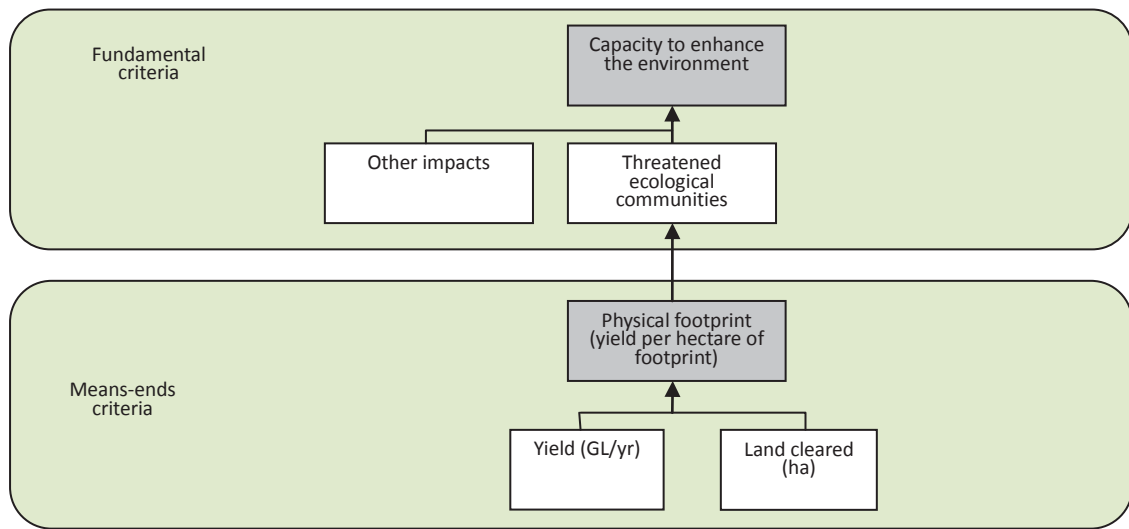 Fundamental
criteria
Capacity to enhance
the environment
Other impacts
Threatened
ecological
communities
Means-ends
criteria
Physical footprint
(yield per hectare of
footprint)
Yield (GL/yr)
Land cleared
(ha)